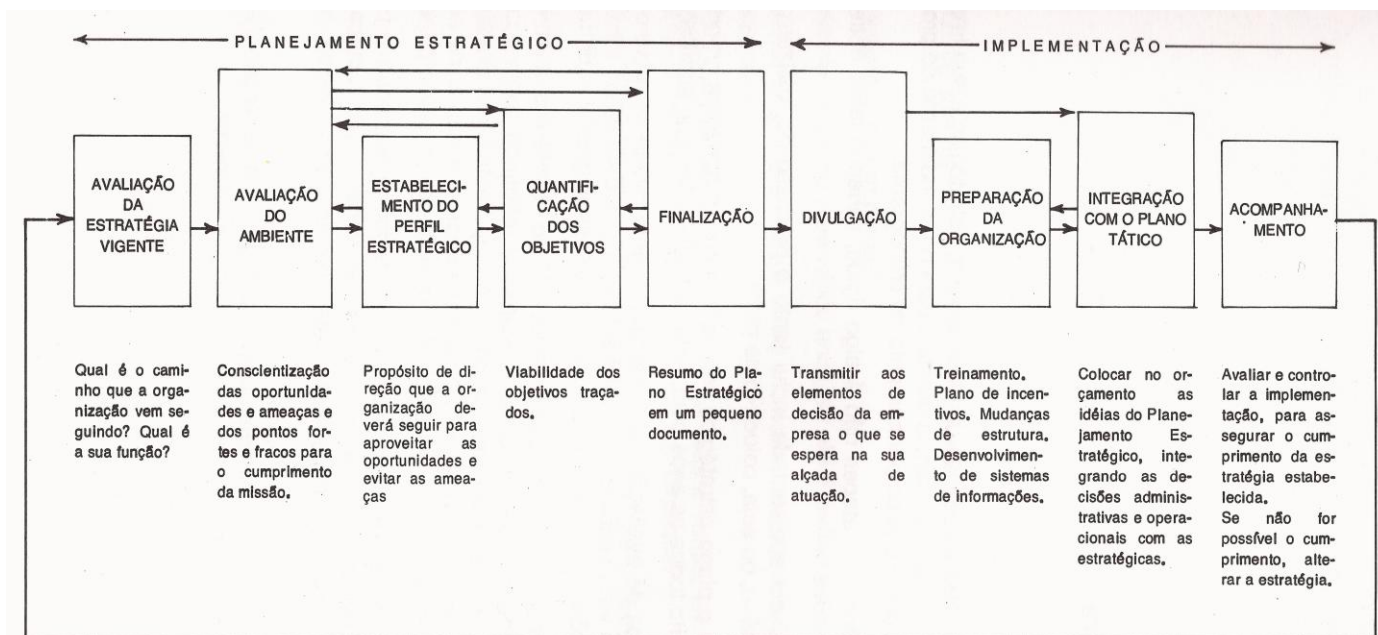 PLANEJAMENTO ESTRATÉGICO
IMPLEMENTAÇÃO
AVALIAÇÃO
DA
ESTRATÉGIA
VIGENTE
AVALIAÇÃO
DO
AMBIENTE
ESTABELECI-
MENTO DO
PERFIL
ESTRATÉGICO
QUANTIFI-
CAÇÃO
DOS
OBJETIVOS
FINALIZAÇÃO
DIVULGAÇÃO
PREPARAÇÃO
DA
ORGANIZAÇÃO
INTEGRAÇÃO
COM O PLANO
TÁTICO
ACOMPANHA-
MENTO
Qual é o cami-
nho que a orga-
nização vem se-
guindo? Qual é
a sua função?
Conscientização
das oportunida-
des e ameaças e
dos pontos for-
tes e fracos para
o cumprimento
da missão.
Propósito de di-
reção que a or-
ganização de-
verá seguir para
aproveitar as
oportunidades e
evitar as amea-
ças
Viabilidade dos
objetivos traça-
dos.
Resumo do Pla-
no Estratégico
em um pequeno
documento.
Transmitir aos
elementos de
decisão da em-
presa o que se
espera na sua
alçada de
atuação.
Treinamento.
Plano de incen-
tivos. Mudanças
de estrutura.
Desenvolvimen-
to de sistemas
de informações.
Colocar no or-
çamento as
idéias do Plane-
jamento Es-
tratégico, inte-
grando as de-
cisões adminis-
trativas e opera-
cionais com as
estratégicas.
Avaliar e contro-
lar a implemen-
tação, para as-
segurar o cum-
primento da es-
tratégia estabe-
lecida.
Se não for
possível o cum-
primento, alte-
rar a estratégia.